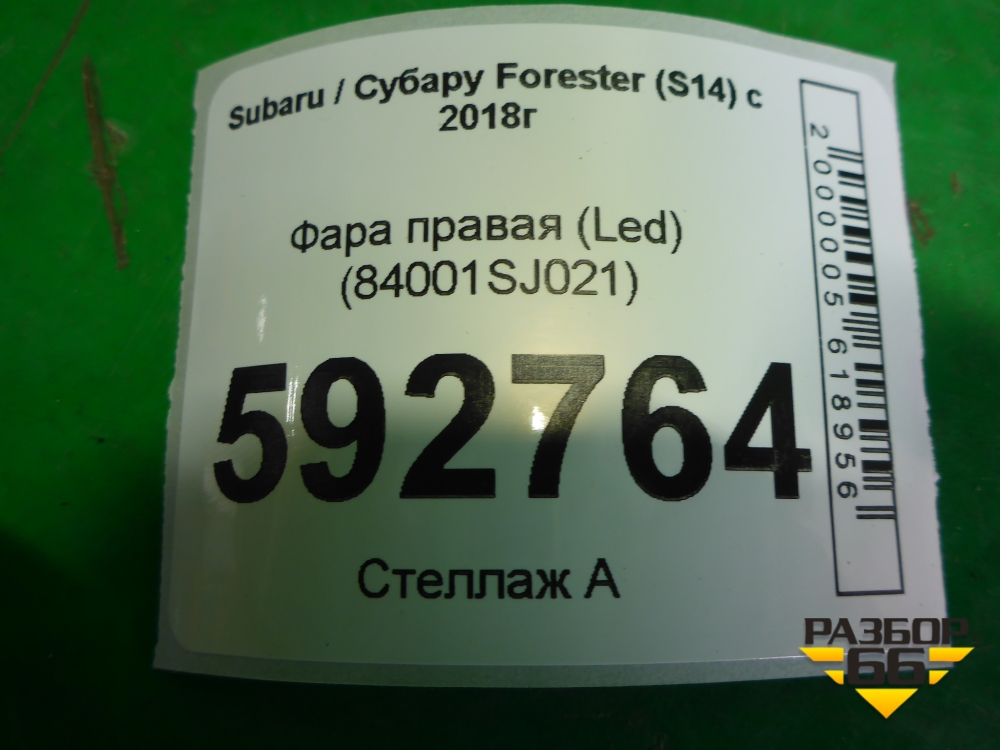 Subaru / Субару Forester (S14) с
2018г
Фара правая (Led)
(84001SJ021)
592764
Стеллаж А
2000005618956
РАЗБОР
66